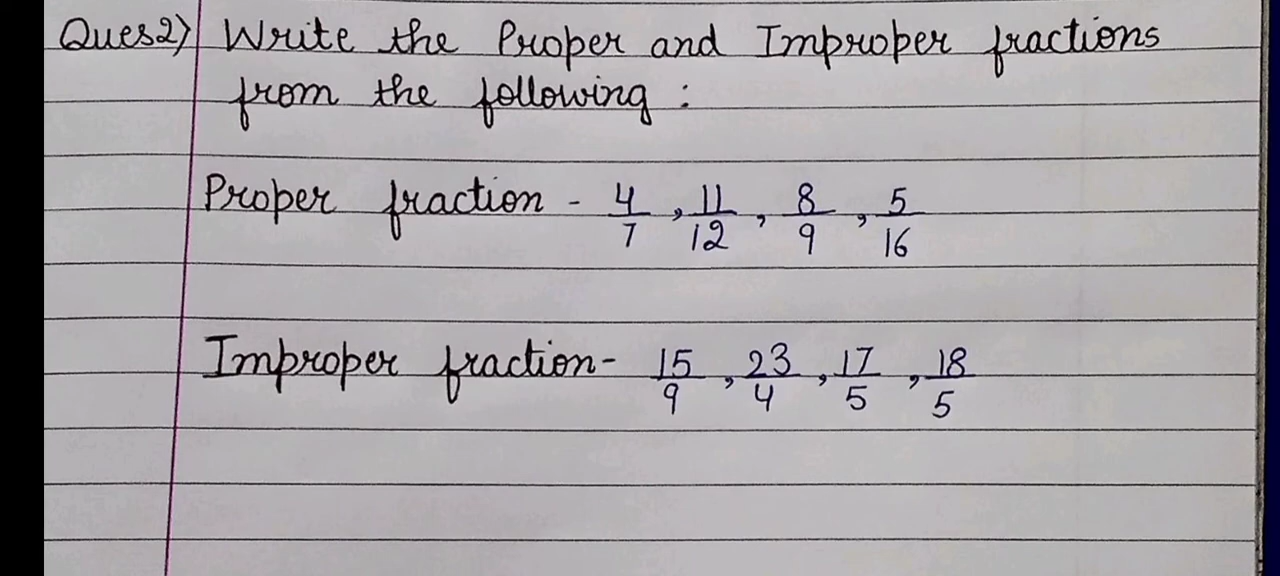 Ques2) Write the Proper and Improper fractions
from the following :
Proper fraction - 4/7 , 11/12 , 8/9 , 5/16
Improper fraction- 15/9 , 23/4 , 17/5 , 18/5